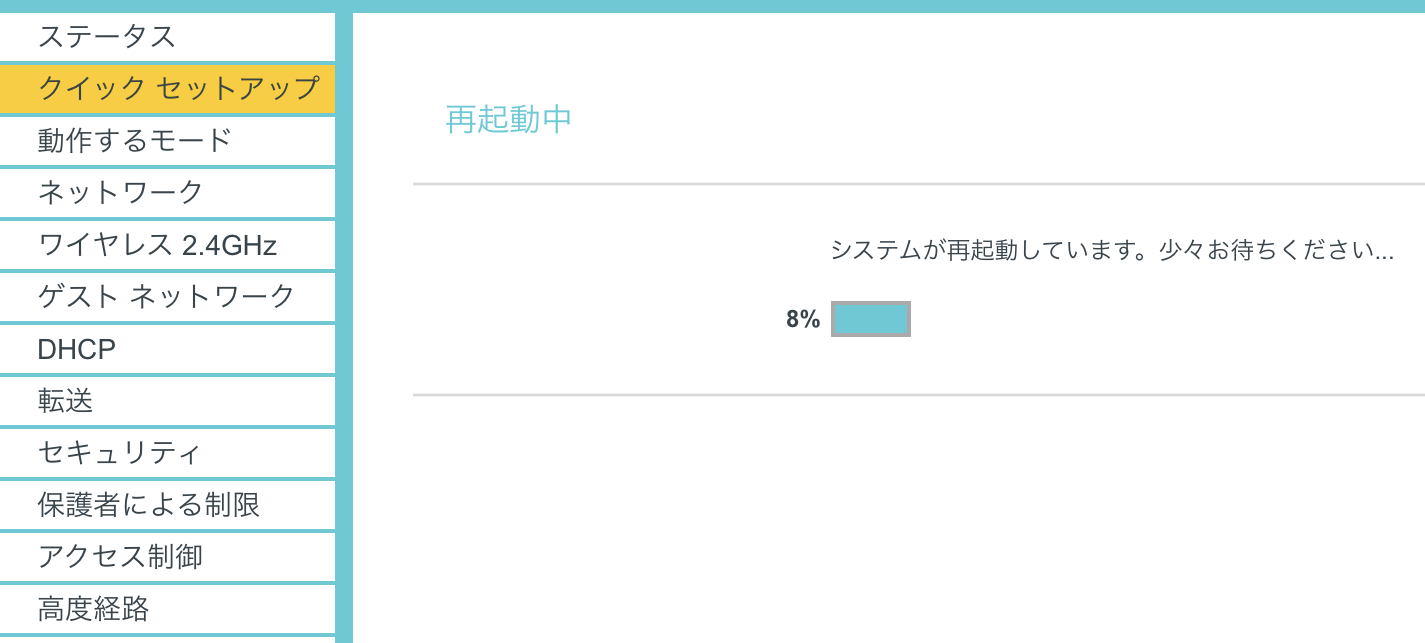 ステータス
クイック セットアップ
動作するモード
ネットワーク
ワイヤレス 2.4GHz
ゲスト ネットワーク
DHCP
転送
セキュリティ
保護者による制限
アクセス制御
高度経路
再起動中
システムが再起動しています。少々お待ちください...
8%